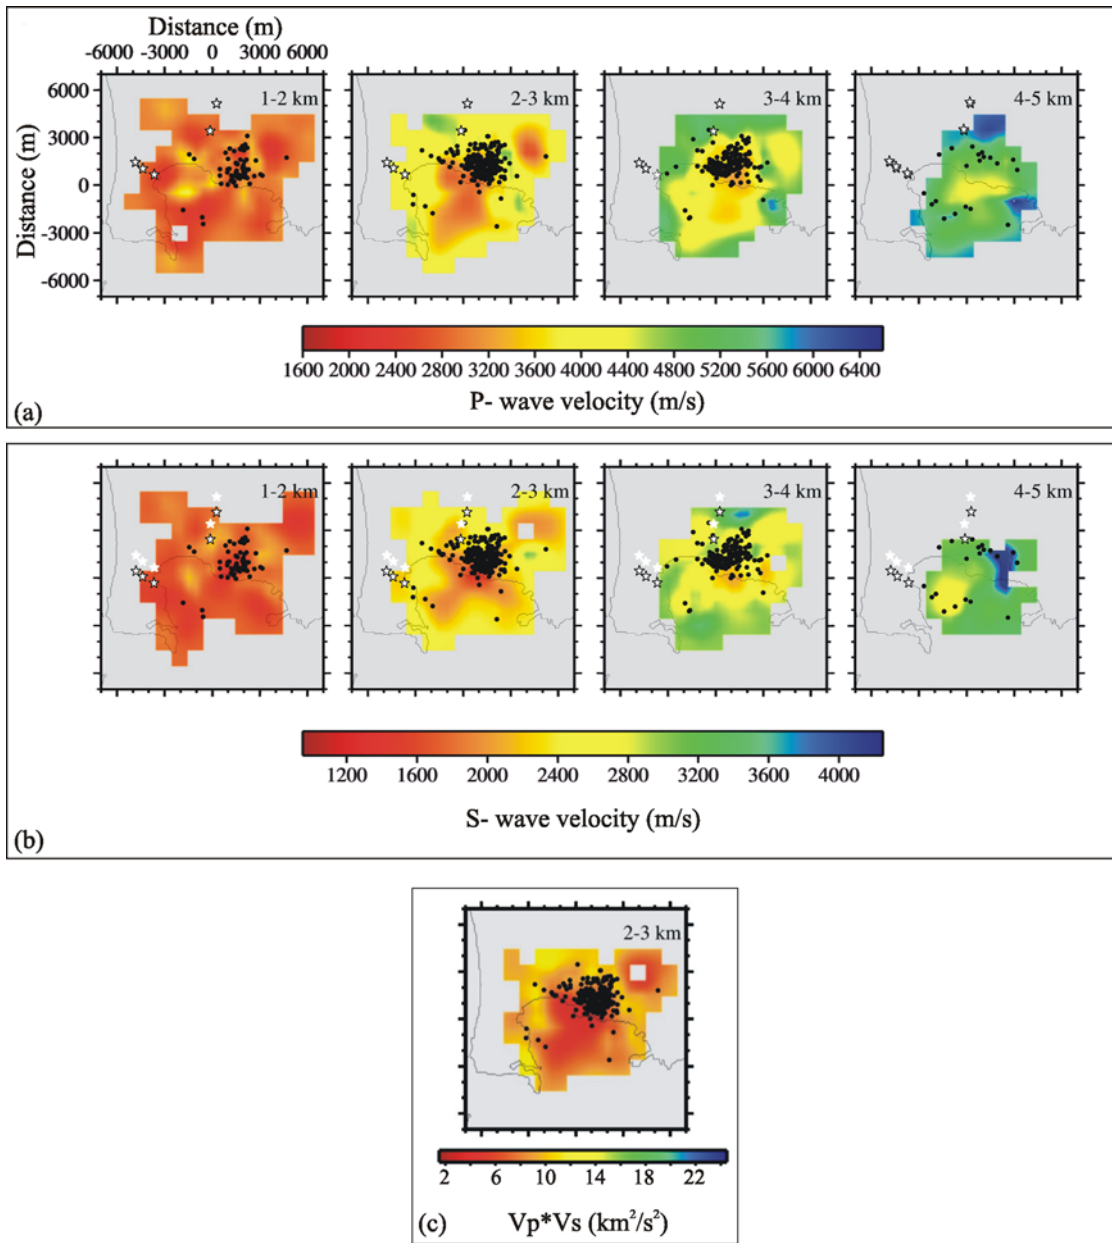 Distance (m)
-6000 -3000 0 3000 6000
6000
3000
0
-3000
-6000
Distance (m)
1-2 km
2-3 km
3-4 km
4-5 km
1600 2000 2400 2800 3200 3600 4000 4400 4800 5200 5600 6000 6400
P- wave velocity (m/s)
(a)
1-2 km
2-3 km
3-4 km
4-5 km
1200 1600 2000 2400 2800 3200 3600 4000
S- wave velocity (m/s)
(b)
2-3 km
2 6 10 14 18 22
(c) Vp*Vs (km²/s²)